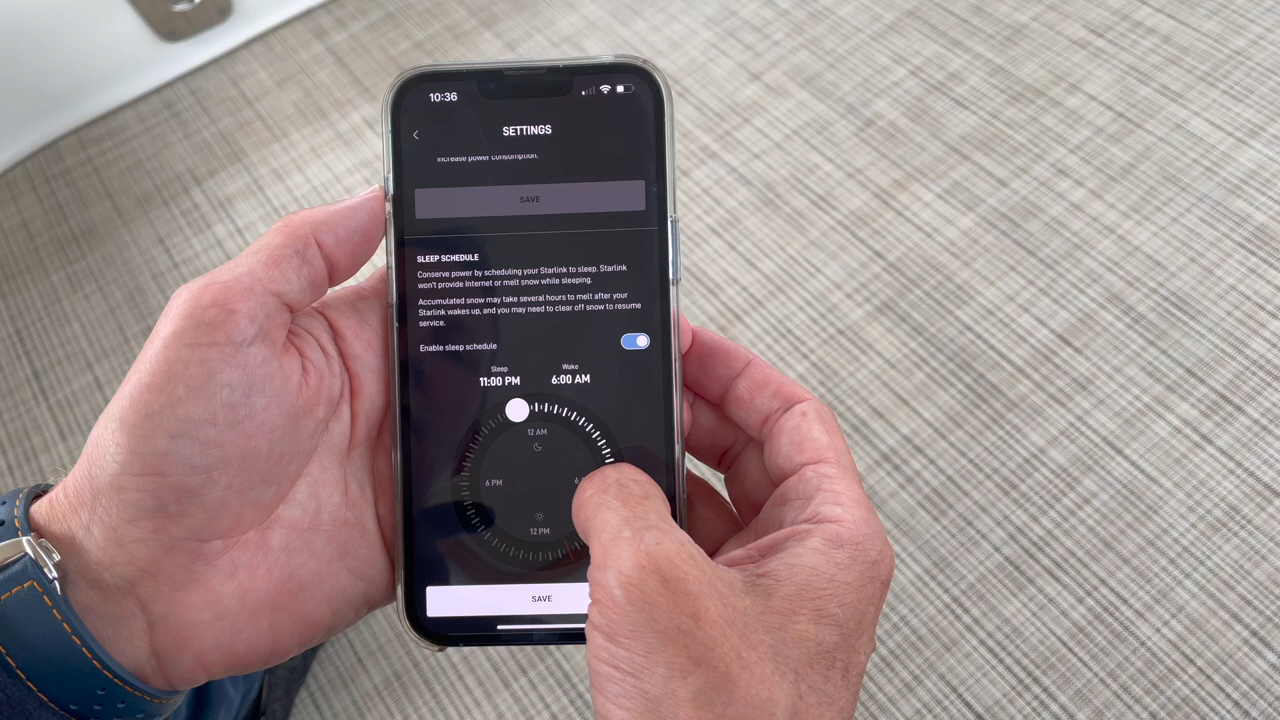 10:36
SETTINGS
increase power consumption.
SAVE
SLEEP SCHEDULE
Conserve power by scheduling your Starlink to sleep. Starlink
won't provide Internet or melt snow while sleeping.
Accumulated snow may take several hours to melt after your
Starlink wakes up, and you may need to clear off snow to resume
service.
Enable sleep schedule
Sleep Wake
11:00 PM 6:00 AM
12 AM
6 PM 6
12 PM
SAVE